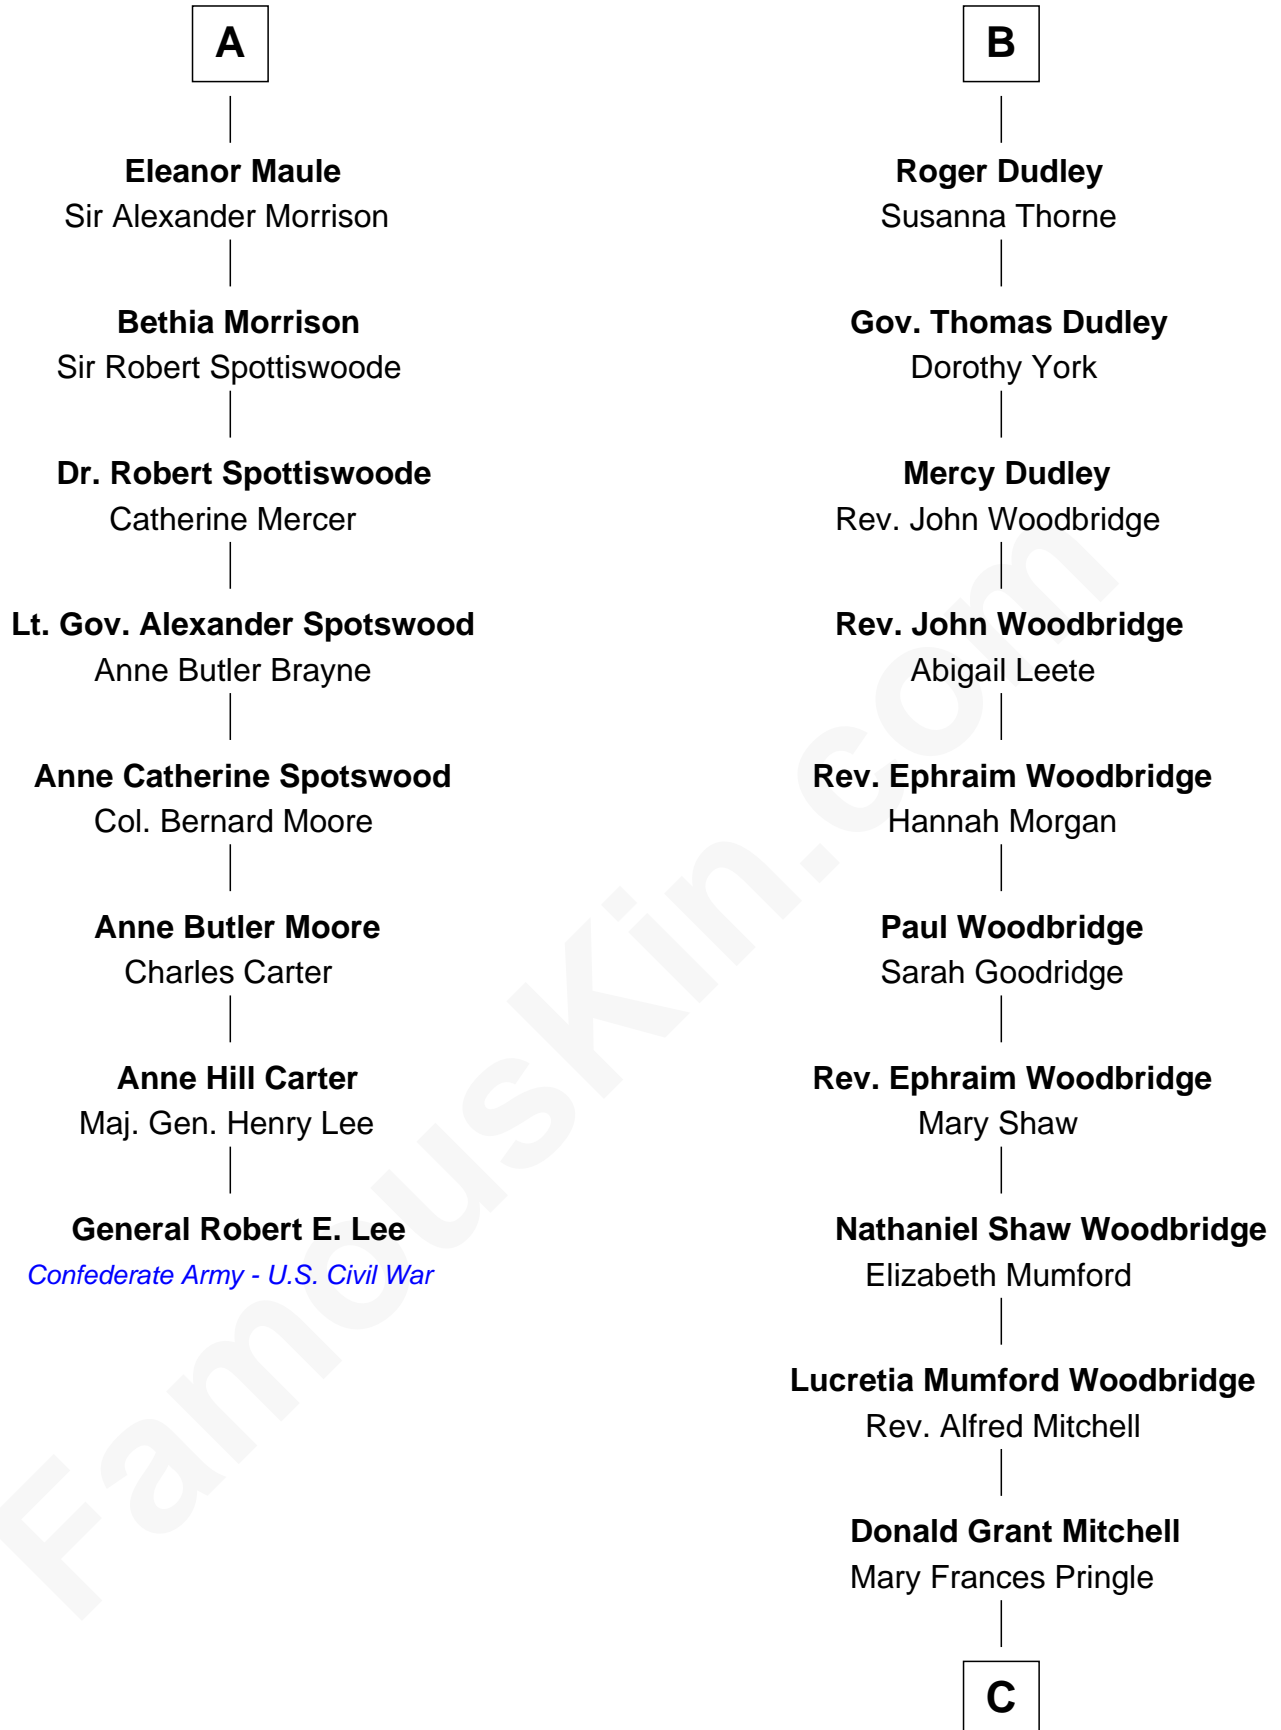 A
Eleanor Maule
Sir Alexander Morrison
Bethia Morrison
Sir Robert Spottiswoode
Dr. Robert Spottiswoode
Catherine Mercer
Lt. Gov. Alexander Spotswood
Anne Butler Brayne
Anne Catherine Spotswood
Col. Bernard Moore
Anne Butler Moore
Charles Carter
Anne Hill Carter
Maj. Gen. Henry Lee
General Robert E. Lee
Confederate Army - U.S. Civil War
B
Roger Dudley
Susanna Thorne
Gov. Thomas Dudley
Dorothy York
Mercy Dudley
Rev. John Woodbridge
Rev. John Woodbridge
Abigail Leete
Rev. Ephraim Woodbridge
Hannah Morgan
Paul Woodbridge
Sarah Goodridge
Rev. Ephraim Woodbridge
Mary Shaw
Nathaniel Shaw Woodbridge
Elizabeth Mumford
Lucretia Mumford Woodbridge
Rev. Alfred Mitchell
Donald Grant Mitchell
Mary Frances Pringle
C
FamousKin.com